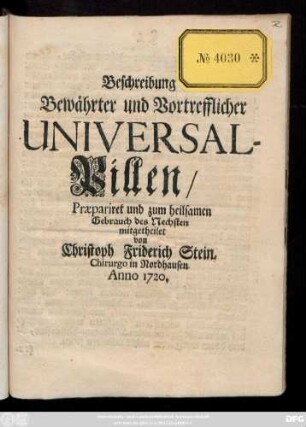 № 4030 ✻
Beschreibung
Bewährter und Vortrefflicher
UNIVERSAL-
Pillen/
Præpariret und zum heilsamen
Gebrauch des Nechsten
mitgetheilet
von
Christoph Friderich Stein,
Chirurgo in Nordhausen
Anno 1720.
DFG